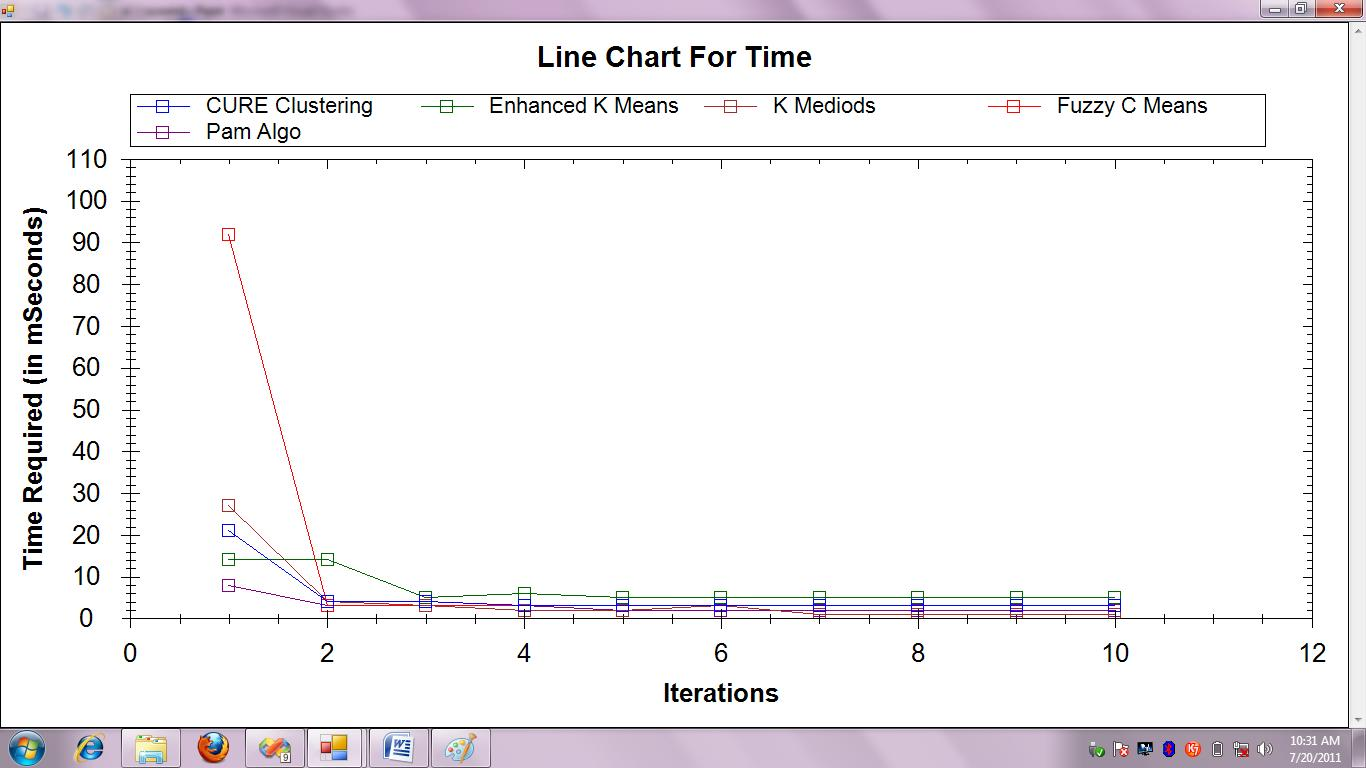 Line Chart For Time
CURE Clustering Enhanced K Means K Mediods Fuzzy C Means
Pam Algo
110
100
90
80
70
60
50
40
30
20
10
0
Time Required (in mSeconds)
0 2 4 6 8 10 12
Iterations
9
W
K7
10:31 AM
7/20/2011